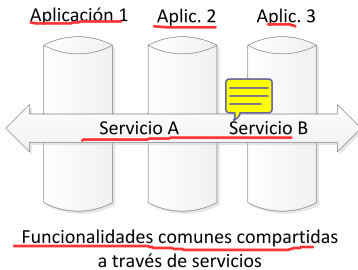 Aplicación 1 Aplic. 2 Aplic. 3
Servicio A Servicio B
Funcionalidades comunes compartidas
a través de servicios